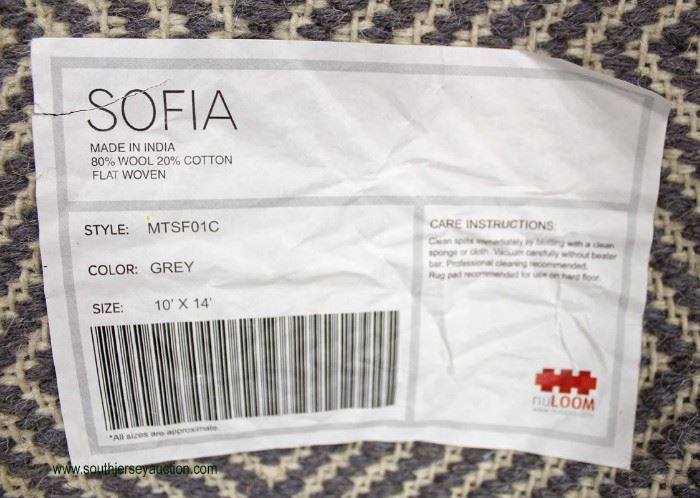 SOFIA
MADE IN INDIA
80% WOOL 20% COTTON
FLAT WOVEN
STYLE: MTSF01C
COLOR: GREY
SIZE: 10' X 14'
*All sizes are approximate.
CARE INSTRUCTIONS:
Clean spills immediately by blotting with a clean
sponge or cloth. Vacuum carefully without beater
bar. Professional cleaning recommended.
Rug pad recommended for use on hard floor.
nuLOOM
www.southjerseyauction.com